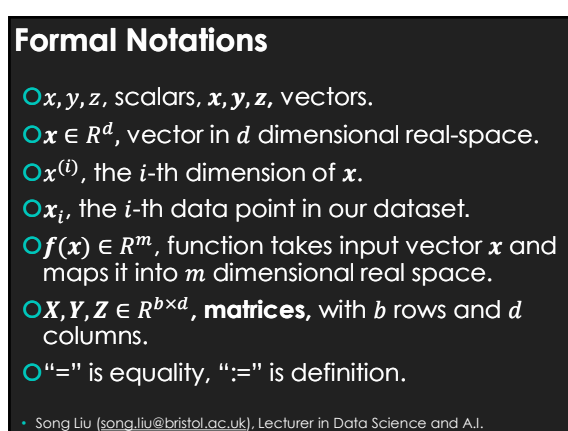 Formal Notations
x, y, z, scalars, x, y, z, vectors.
x ∈ R^d, vector in d dimensional real-space.
x^(i), the i-th dimension of x.
x_i, the i-th data point in our dataset.
f(x) ∈ R^m, function takes input vector x and
maps it into m dimensional real space.
X, Y, Z ∈ R^{b×d}, matrices, with b rows and d
columns.
“=” is equality, “:=” is definition.
• Song Liu (song.liu@bristol.ac.uk), Lecturer in Data Science and A.I.